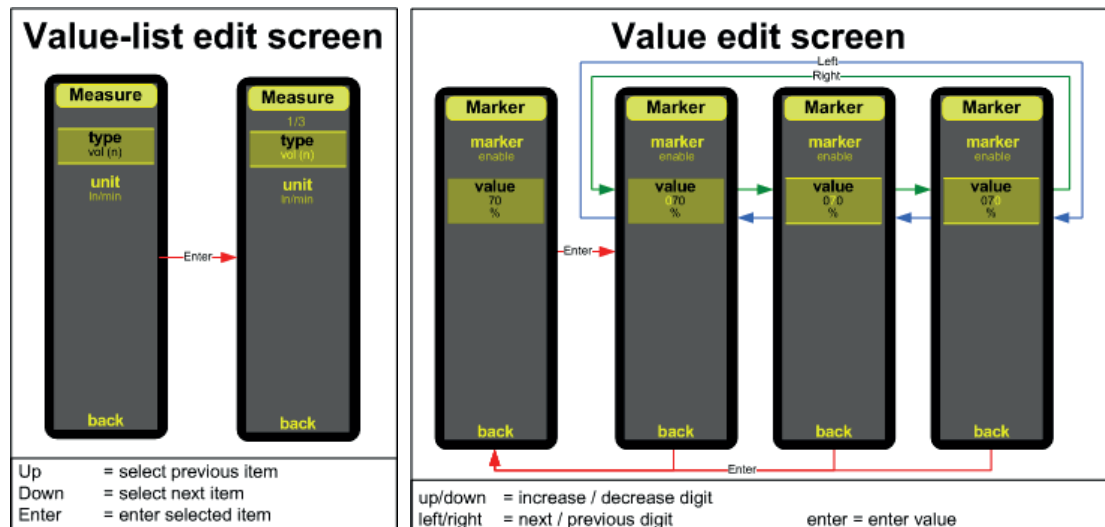 Value-list edit screen
Measure
type
vol (n)
unit
ln/min
back
Enter
Measure
1/3
type
vol (n)
unit
ln/min
back
Up = select previous item
Down = select next item
Enter = enter selected item
Value edit screen
Left
Right
Marker
marker
enable
value
70
%
back
Enter
Marker
marker
enable
value
070
%
back
Marker
marker
enable
value
070
%
back
Marker
marker
enable
value
070
%
back
Enter
up/down = increase / decrease digit
left/right = next / previous digit enter = enter value